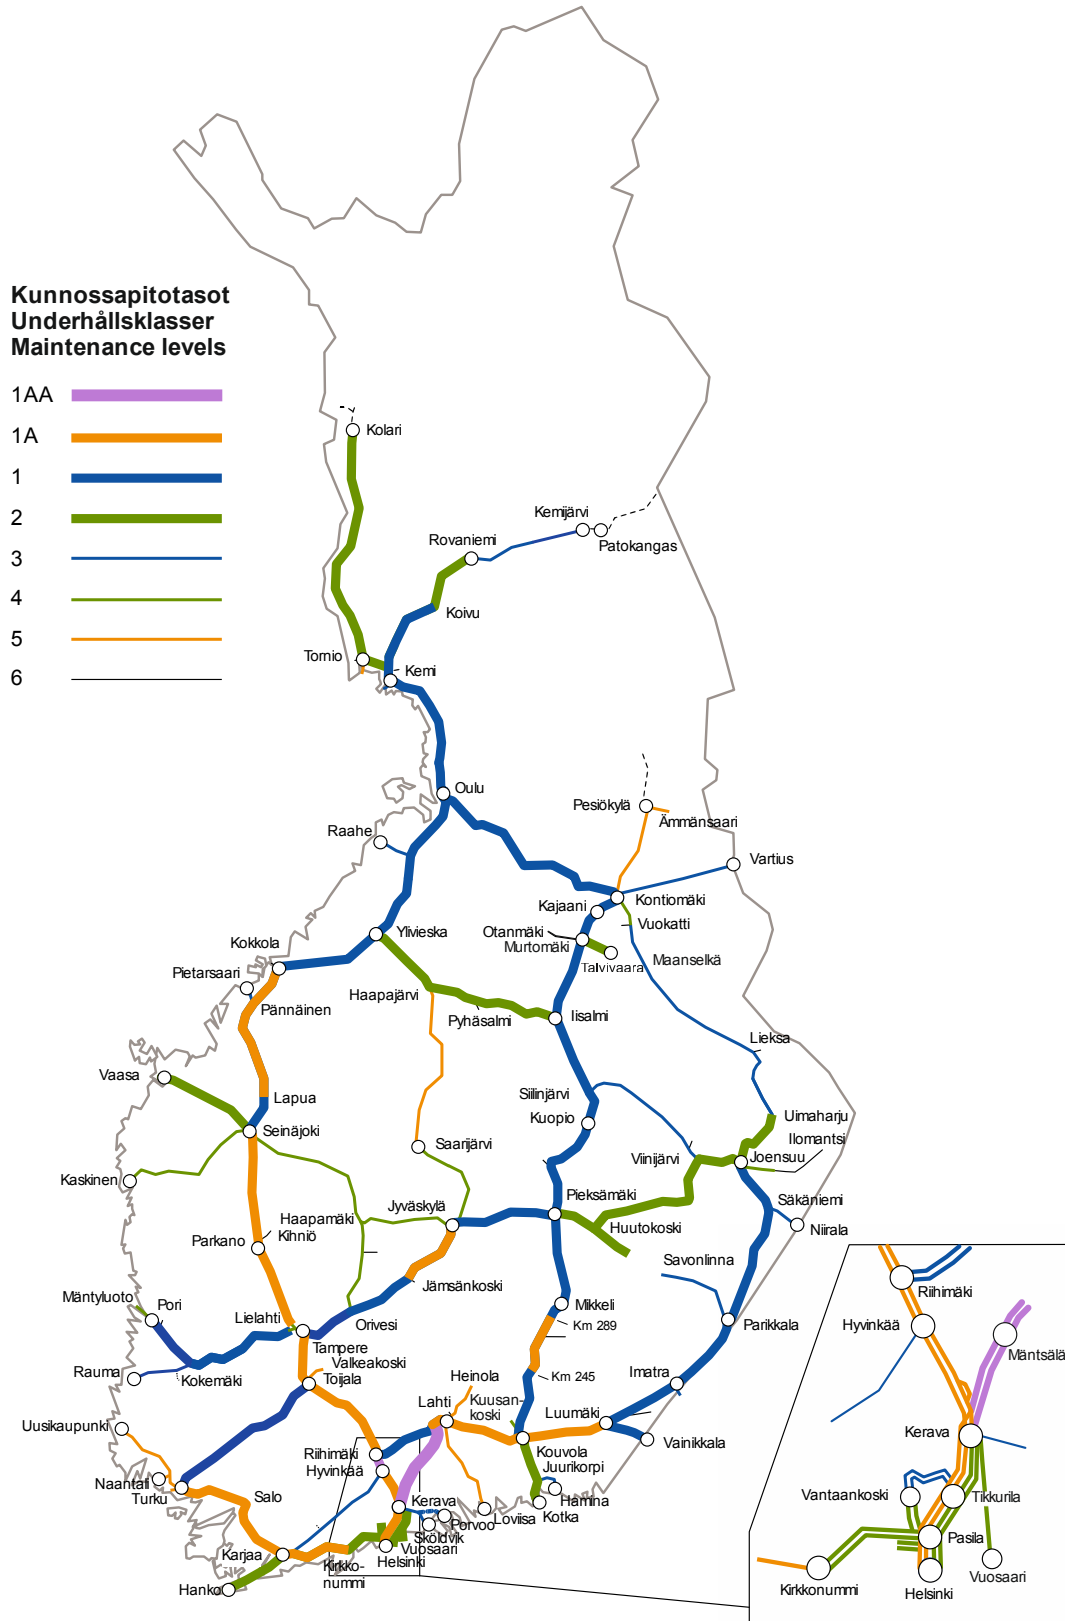 Kunnossapitotasot
Underhållsklasser
Maintenance levels
1AA
1A
1
2
3
4
5
6
Kolari
Kemijärvi
Patokangas
Rovaniemi
Koivu
Tornio
Kemi
Oulu
Pesiökylä
Ämmänsaari
Raahe
Vartius
Kontiomäki
Kajaani
Vuokatti
Otanmäki
Murtomäki
Talvivaara
Maanselkä
Ylivieska
Kokkola
Pietarsaari
Pännäinen
Haapajärvi
Pyhäsalmi
Iisalmi
Lieksa
Vaasa
Lapua
Siilinjärvi
Kuopio
Uimaharju
Ilomantsi
Seinäjoki
Saarijärvi
Viinijärvi
Joensuu
Kaskinen
Jyväskylä
Pieksämäki
Säkäniemi
Haapamäki
Kihniö
Huutokoski
Niirala
Parkano
Savonlinna
Jämsänkoski
Mäntyluoto
Pori
Lielahti
Orivesi
Mikkeli
Km 289
Parikkala
Tampere
Valkeakoski
Rauma
Kokemäki
Toijala
Heinola
Km 245
Imatra
Kuusan-
koski
Lahti
Luumäki
Uusikaupunki
Riihimäki
Kouvola
Vainikkala
Hyvinkää
Juurikorpi
Naantali
Turku
Salo
Kerava
Hamina
Porvoo
Loviisa
Kotka
Sköldvik
Vuosaari
Karjaa
Helsinki
Kirkko-
nummi
Hanko
Riihimäki
Hyvinkää
Mäntsälä
Kerava
Vantaankoski
Tikkurila
Pasila
Kirkkonummi
Helsinki
Vuosaari